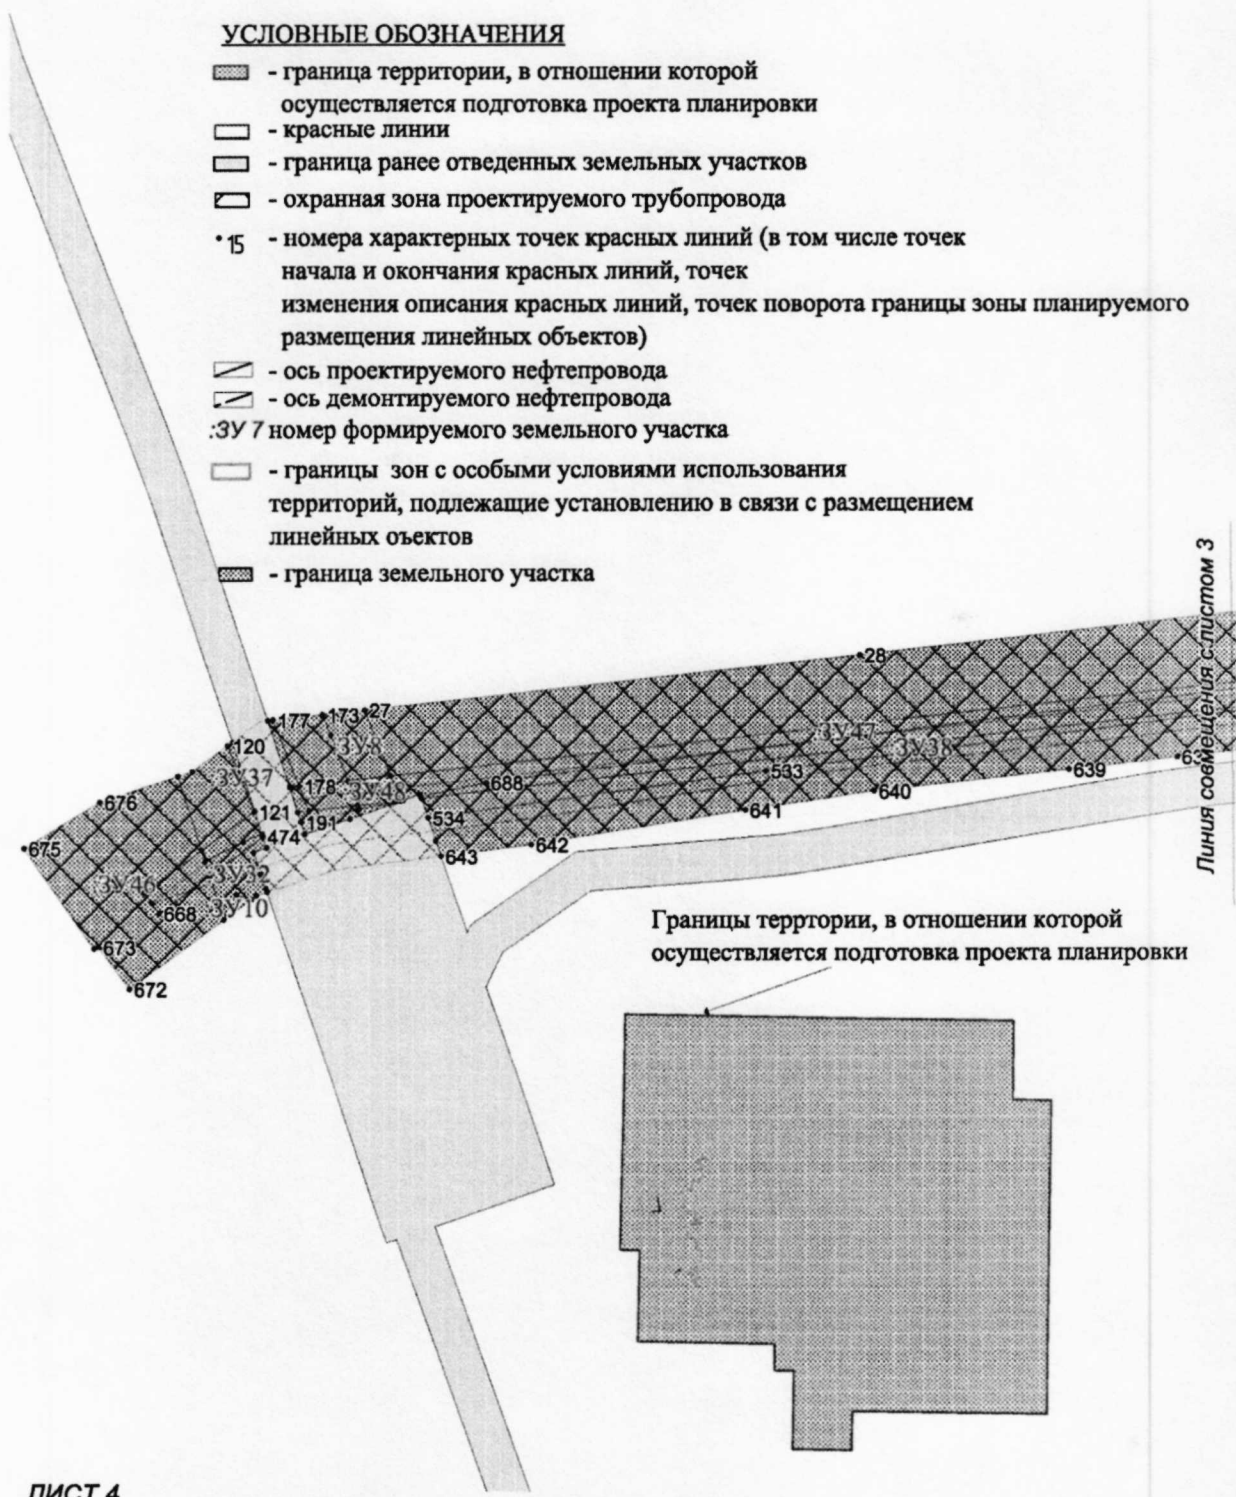 УСЛОВНЫЕ ОБОЗНАЧЕНИЯ
- граница территории, в отношении которой
осуществляется подготовка проекта планировки
- красные линии
- граница ранее отведенных земельных участков
- охранная зона проектируемого трубопровода
•15 - номера характерных точек красных линий (в том числе точек
начала и окончания красных линий, точек
изменения описания красных линий, точек поворота границы зоны планируемого
размещения линейных объектов)
- ось проектируемого нефтепровода
- ось демонтируемого нефтепровода
:ЗУ 7 номер формируемого земельного участка
- границы зон с особыми условиями использования
территорий, подлежащие установлению в связи с размещением
линейных оъектов
- граница земельного участка
Линия совмещения с листом 3
28
27
173
177
120
:ЗУ8
:ЗУ47
:ЗУ38
:ЗУ37
533
63
639
640
178
:ЗУ48
688
676
121
191
534
641
474
642
643
675
:ЗУ32
:ЗУ46
:ЗУ10
668
673
672
Границы терртории, в отношении которой
осуществляется подготовка проекта планировки
ЛИСТ 4